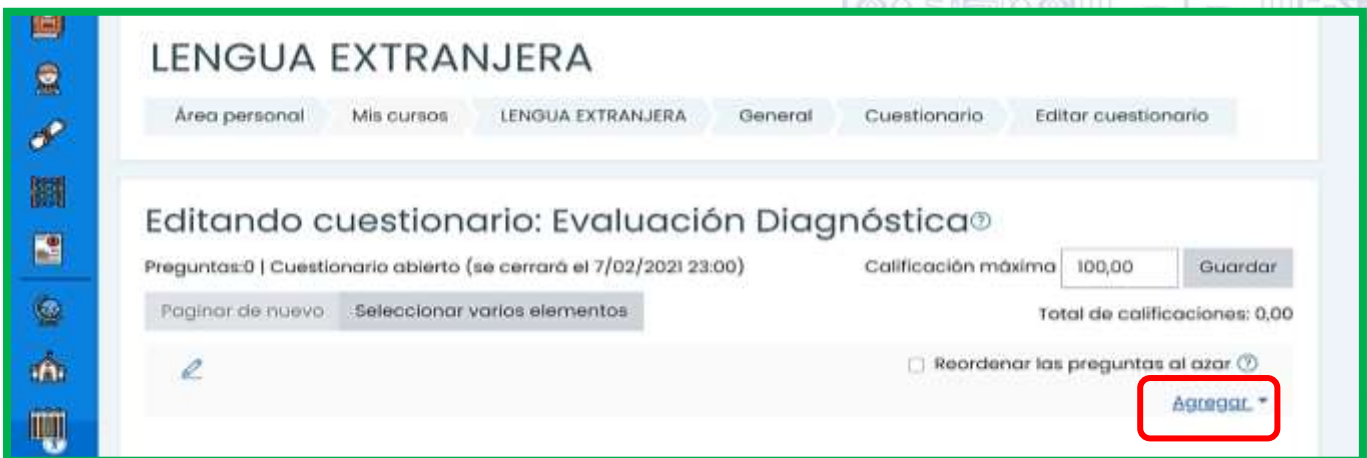 LENGUA EXTRANJERA
Área personal Mis cursos LENGUA EXTRANJERA General Cuestionario Editar cuestionario
Editando cuestionario: Evaluación Diagnóstica
Preguntas:0 | Cuestionario abierto (se cerrará el 7/02/2021 23:00) Calificación máxima 100,00 Guardar
Paginar de nuevo Seleccionar varios elementos Total de calificaciones: 0,00
Reordenar las preguntas al azar
Agregar